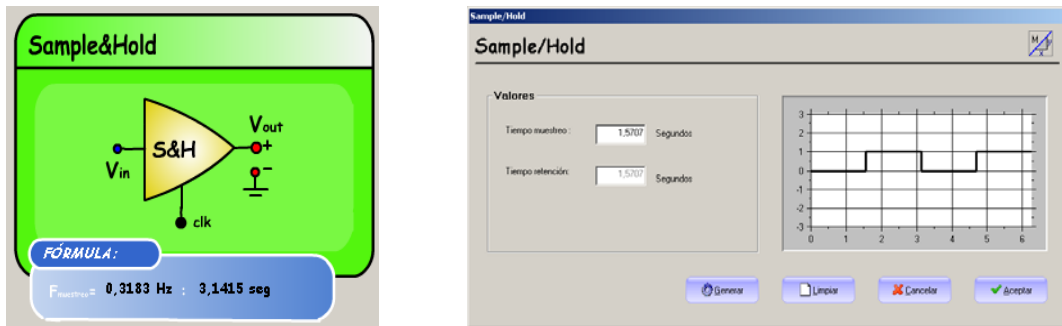 Sample&Hold
S&H
Vin
Vout
+
-
clk
FÓRMULA:
Fmuestreo= 0,3183 Hz : 3,1415 seg
Sample/Hold
Sample/Hold
Valores
Tiempo muestreo : 1,5707 Segundos
Tiempo retención: 1,5707 Segundos
3
2
1
0
-1
-2
-3
0 1 2 3 4 5 6
Generar Limpiar Cancelar Aceptar